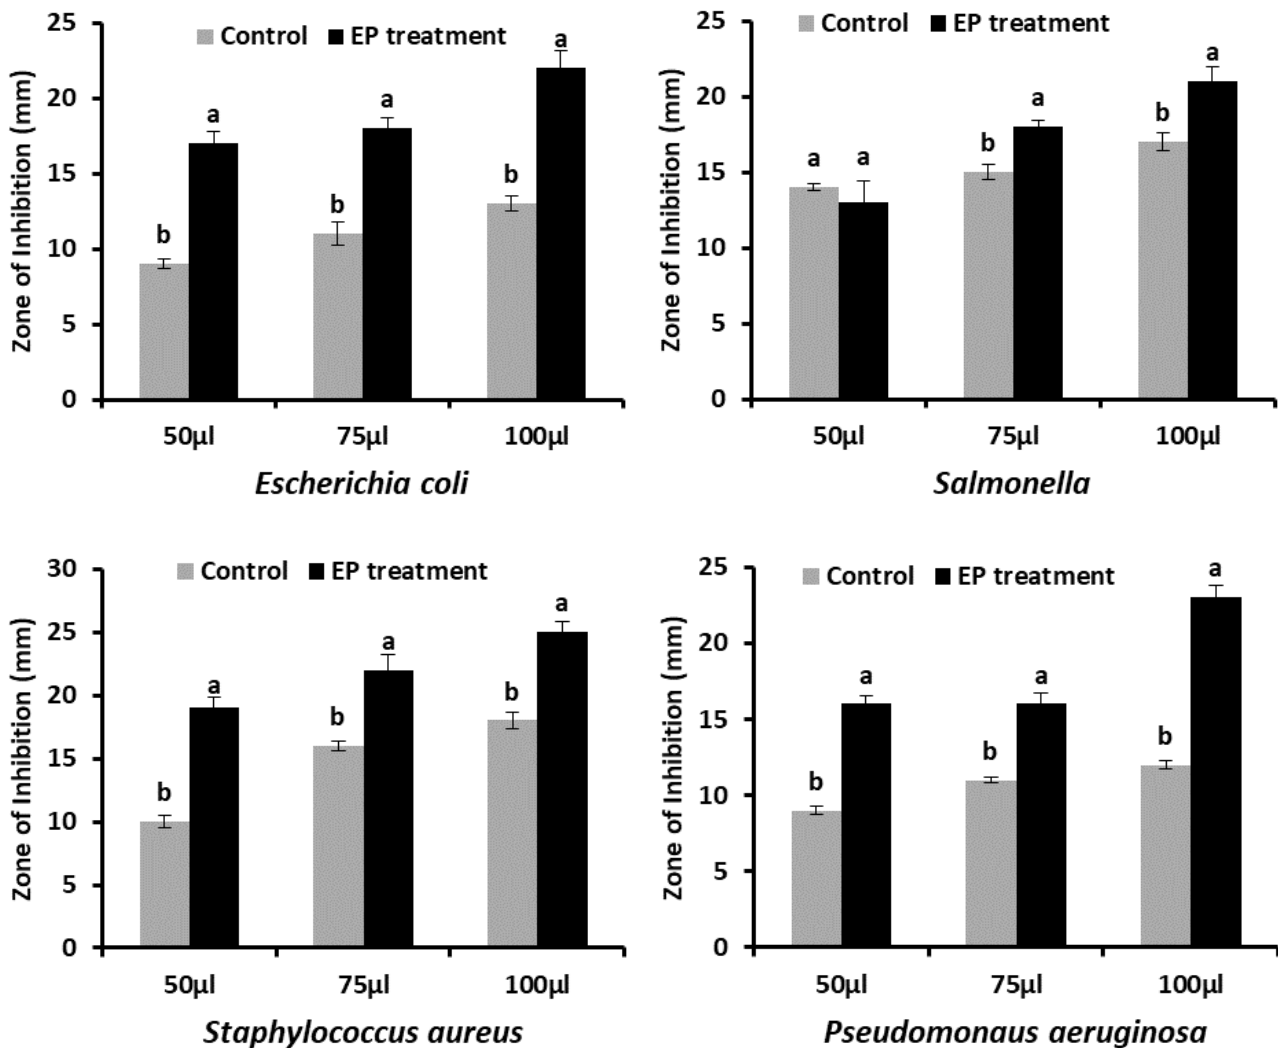 Control EP treatment
Zone of Inhibition (mm)
25
20
15
10
5
0
b a b a b a
50µl 75µl 100µl
Escherichia coli
Control EP treatment
Zone of Inhibition (mm)
25
20
15
10
5
0
a a b a b a
50µl 75µl 100µl
Salmonella
Control EP treatment
Zone of Inhibition (mm)
30
25
20
15
10
5
0
b a b a b a
50µl 75µl 100µl
Staphylococcus aureus
Control EP treatment
Zone of Inhibition (mm)
25
20
15
10
5
0
b a b a b a
50µl 75µl 100µl
Pseudomonaus aeruginosa